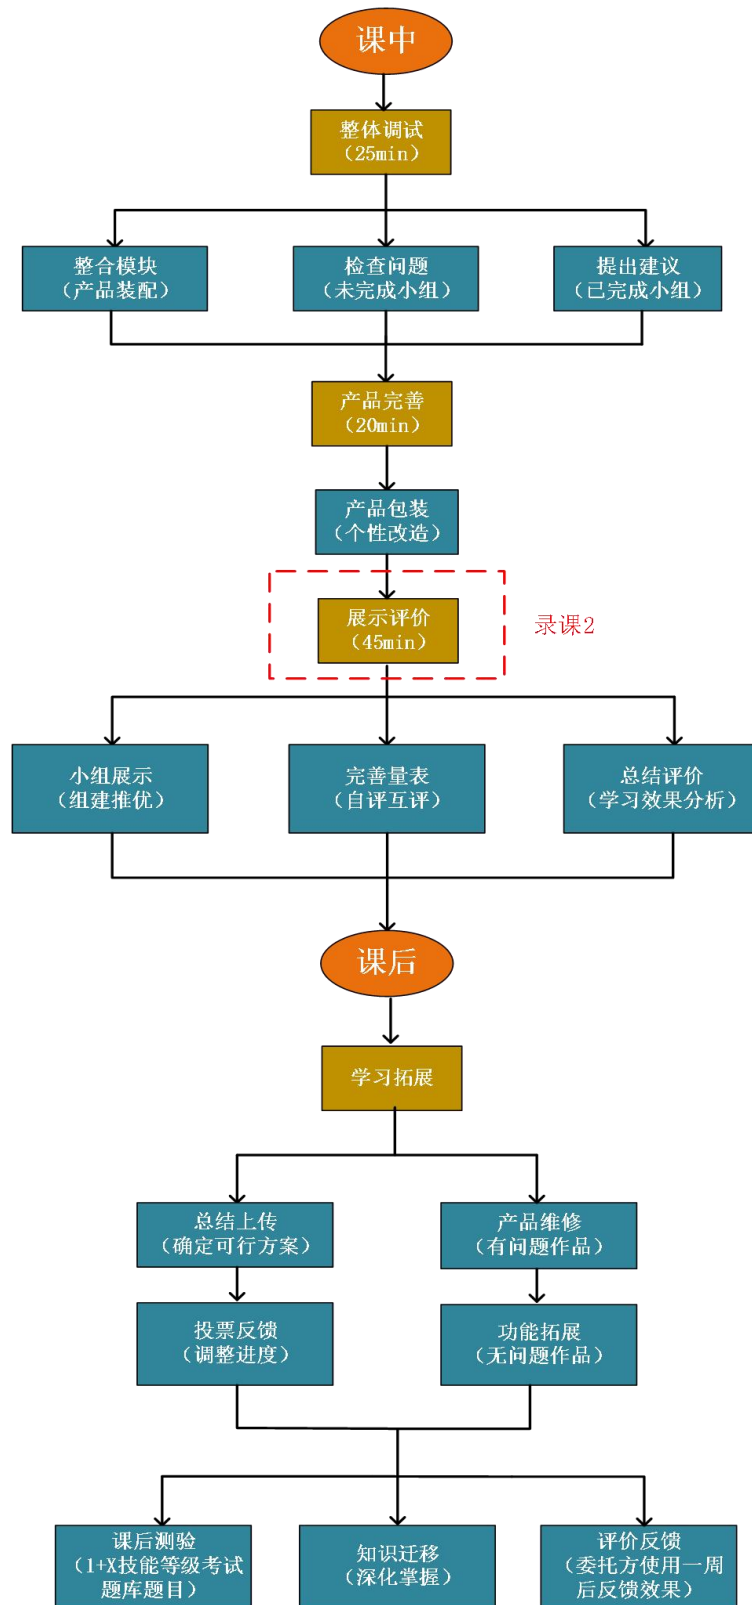 课中
整体调试
（25min）
整合模块
（产品装配）
检查问题
（未完成小组）
提出建议
（已完成小组）
产品完善
（20min）
产品包装
（个性改造）
展示评价
（45min）
录课2
小组展示
（组建推优）
完善量表
（自评互评）
总结评价
（学习效果分析）
课后
学习拓展
总结上传
（确定可行方案）
产品维修
（有问题作品）
投票反馈
（调整进度）
功能拓展
（无问题作品）
课后测验
（1+X技能等级考试
题库题目）
知识迁移
（深化掌握）
评价反馈
（委托方使用一周
后反馈效果）